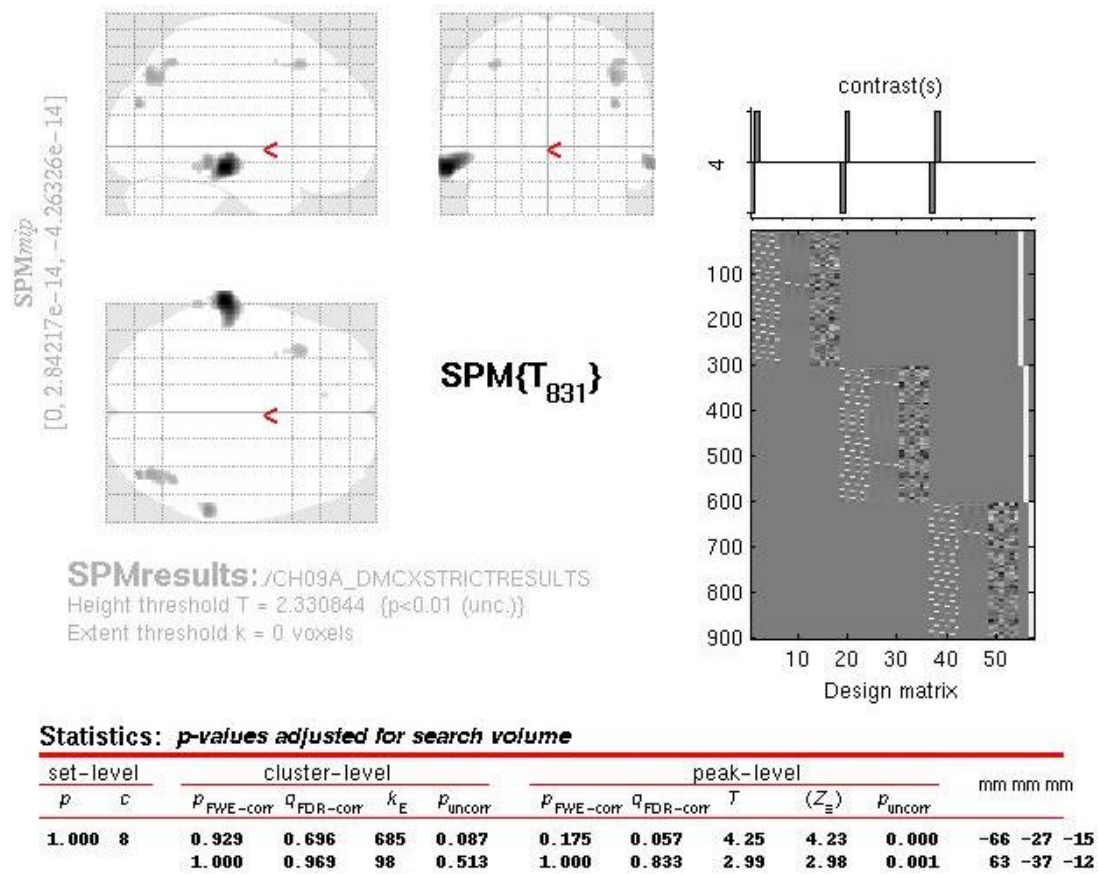 SPMmip
[0, 2.84217e-14, -4.26326e-14]
<
<
<
SPM{T831}
SPMresults: ./CH09A_DMCXSTRICTRESULTS
Height threshold T = 2.330844 {p<0.01 (unc.)}
Extent threshold k = 0 voxels
contrast(s)
4
100
200
300
400
500
600
700
800
900
10 20 30 40 50
Design matrix
Statistics: p-values adjusted for search volume
set-level cluster-level peak-level mm mm mm
p c pFWE-corr qFDR-corr kE puncorr pFWE-corr qFDR-corr T (Z≡) puncorr
1.000 8 0.929 0.696 685 0.087 0.175 0.057 4.25 4.23 0.000 -66 -27 -15
1.000 0.969 98 0.513 1.000 0.833 2.99 2.98 0.001 63 -37 -12